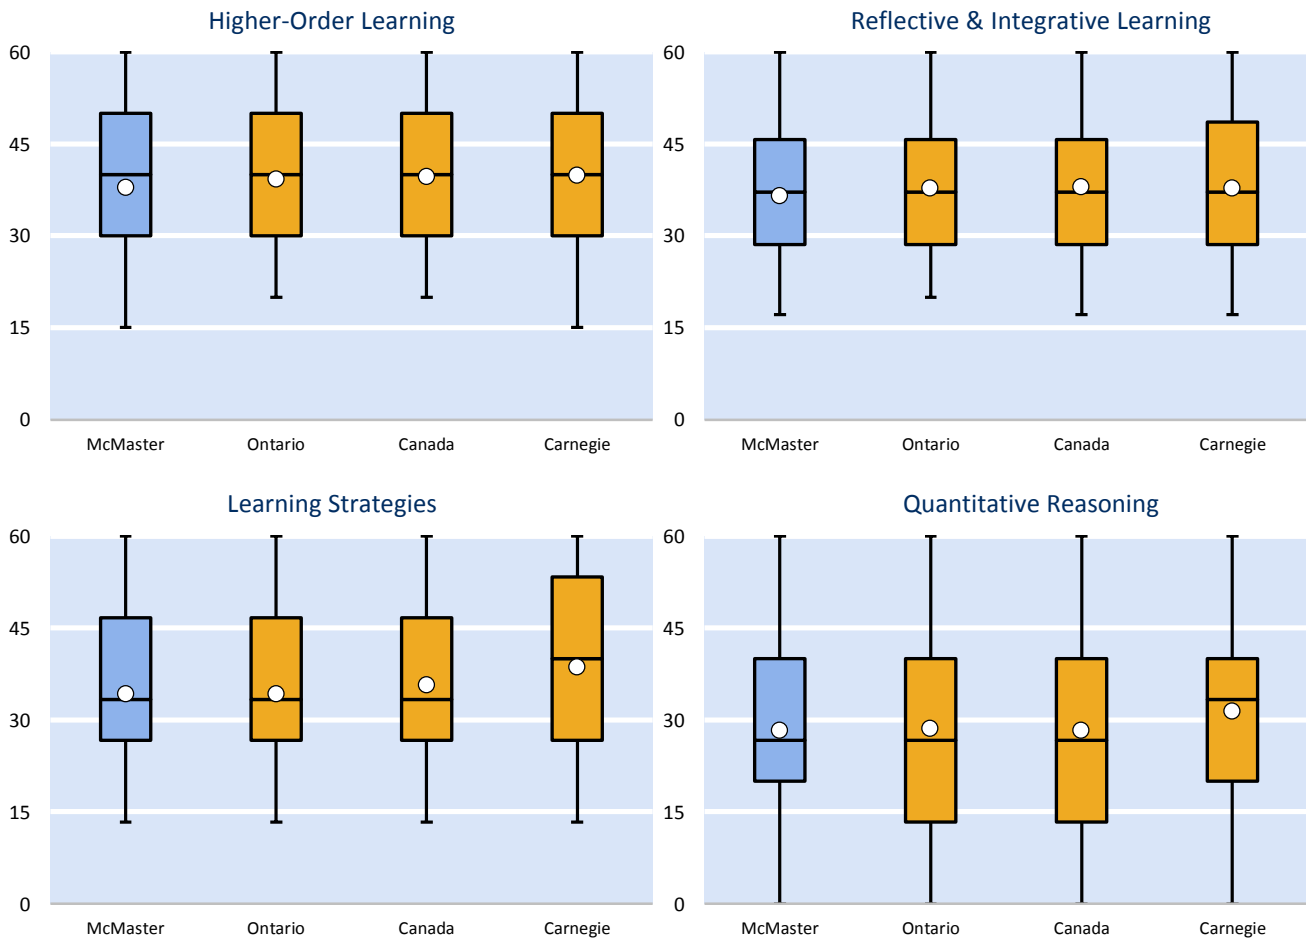 Higher-Order Learning
60
45
30
15
0
McMaster Ontario Canada Carnegie
Reflective & Integrative Learning
60
45
30
15
0
McMaster Ontario Canada Carnegie
Learning Strategies
60
45
30
15
0
McMaster Ontario Canada Carnegie
Quantitative Reasoning
60
45
30
15
0
McMaster Ontario Canada Carnegie